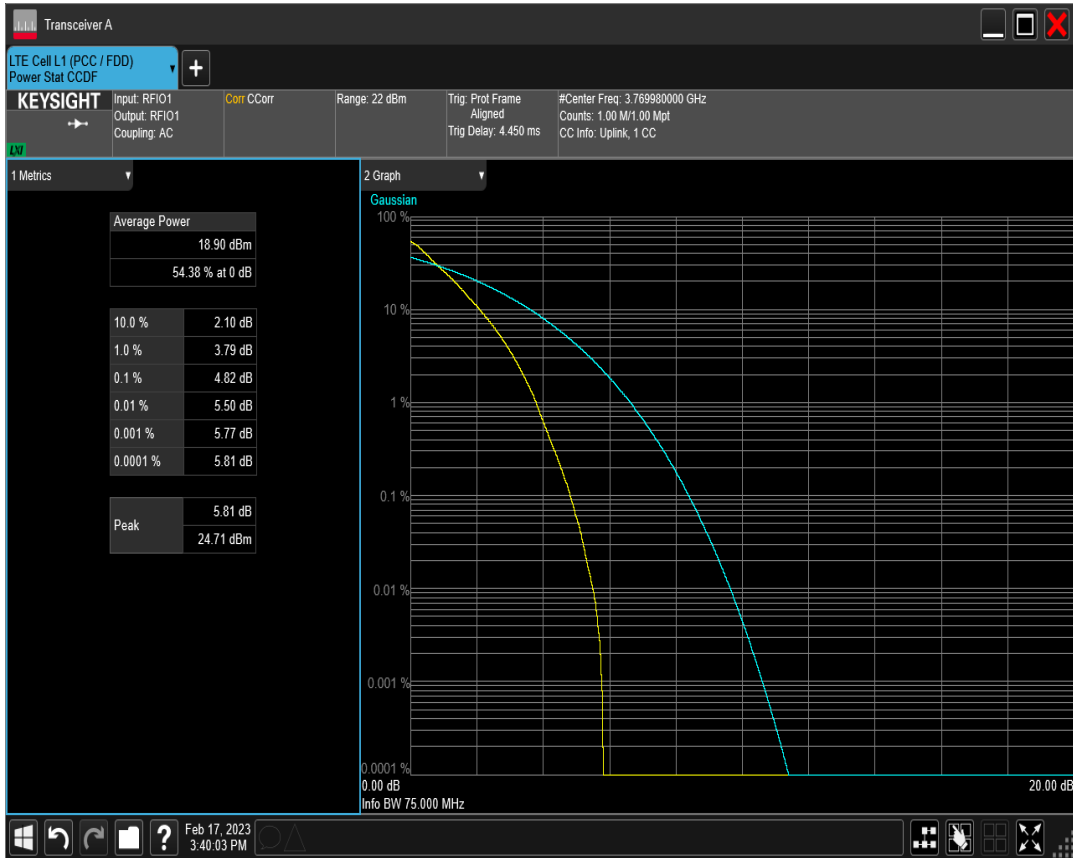 Transceiver A
LTE Cell L1 (PCC / FDD)
Power Stat CCDF
KEYSIGHT
LXI
Input: RFIO1
Output: RFIO1
Coupling: AC
Corr CCorr
Range: 22 dBm
Trig: Prot Frame
Aligned
Trig Delay: 4.450 ms
#Center Freq: 3.769980000 GHz
Counts: 1.00 M/1.00 Mpt
CC Info: Uplink, 1 CC
1 Metrics
Average Power
18.90 dBm
54.38 % at 0 dB
10.0 % 2.10 dB
1.0 % 3.79 dB
0.1 % 4.82 dB
0.01 % 5.50 dB
0.001 % 5.77 dB
0.0001 % 5.81 dB
Peak
5.81 dB
24.71 dBm
2 Graph
Gaussian
100 %
10 %
1 %
0.1 %
0.01 %
0.001 %
0.0001 %
0.00 dB
20.00 dB
Info BW 75.000 MHz
?
Feb 17, 2023
3:40:03 PM